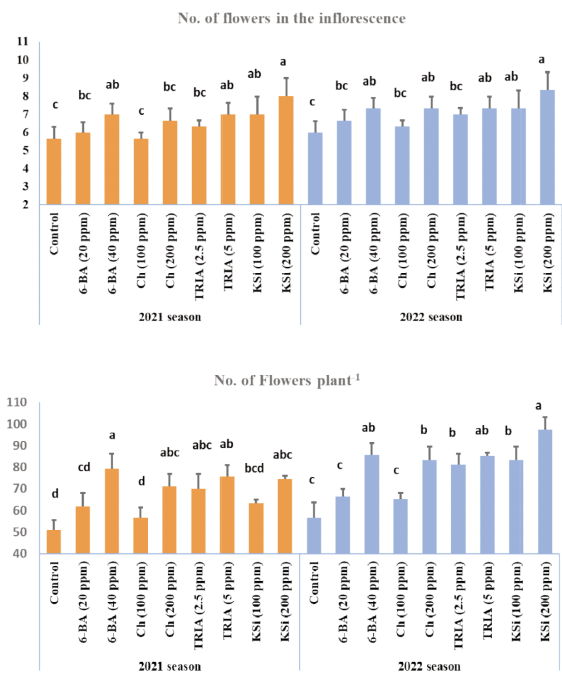 No. of flowers in the inflorescence
11
10
9
8
7
6
5
4
3
2
c bc ab c bc bc ab ab a c bc ab bc ab bc ab ab a
Control 6-BA (20 ppm) 6-BA (40 ppm) Ch (100 ppm) Ch (200 ppm) TRIA (2.5 ppm) TRIA (5 ppm) KSi (100 ppm) KSi (200 ppm) Control 6-BA (20 ppm) 6-BA (40 ppm) Ch (100 ppm) Ch (200 ppm) TRIA (2.5 ppm) TRIA (5 ppm) KSi (100 ppm) KSi (200 ppm)
2021 season 2022 season
No. of Flowers plant-1
110
100
90
80
70
60
50
40
d cd a d abc abc ab bcd abc c c ab c b b ab b a
Control 6-BA (20 ppm) 6-BA (40 ppm) Ch (100 ppm) Ch (200 ppm) TRIA (2.5 ppm) TRIA (5 ppm) KSi (100 ppm) KSi (200 ppm) Control 6-BA (20 ppm) 6-BA (40 ppm) Ch (100 ppm) Ch (200 ppm) TRIA (2.5 ppm) TRIA (5 ppm) KSi (100 ppm) KSi (200 ppm)
2021 season 2022 season